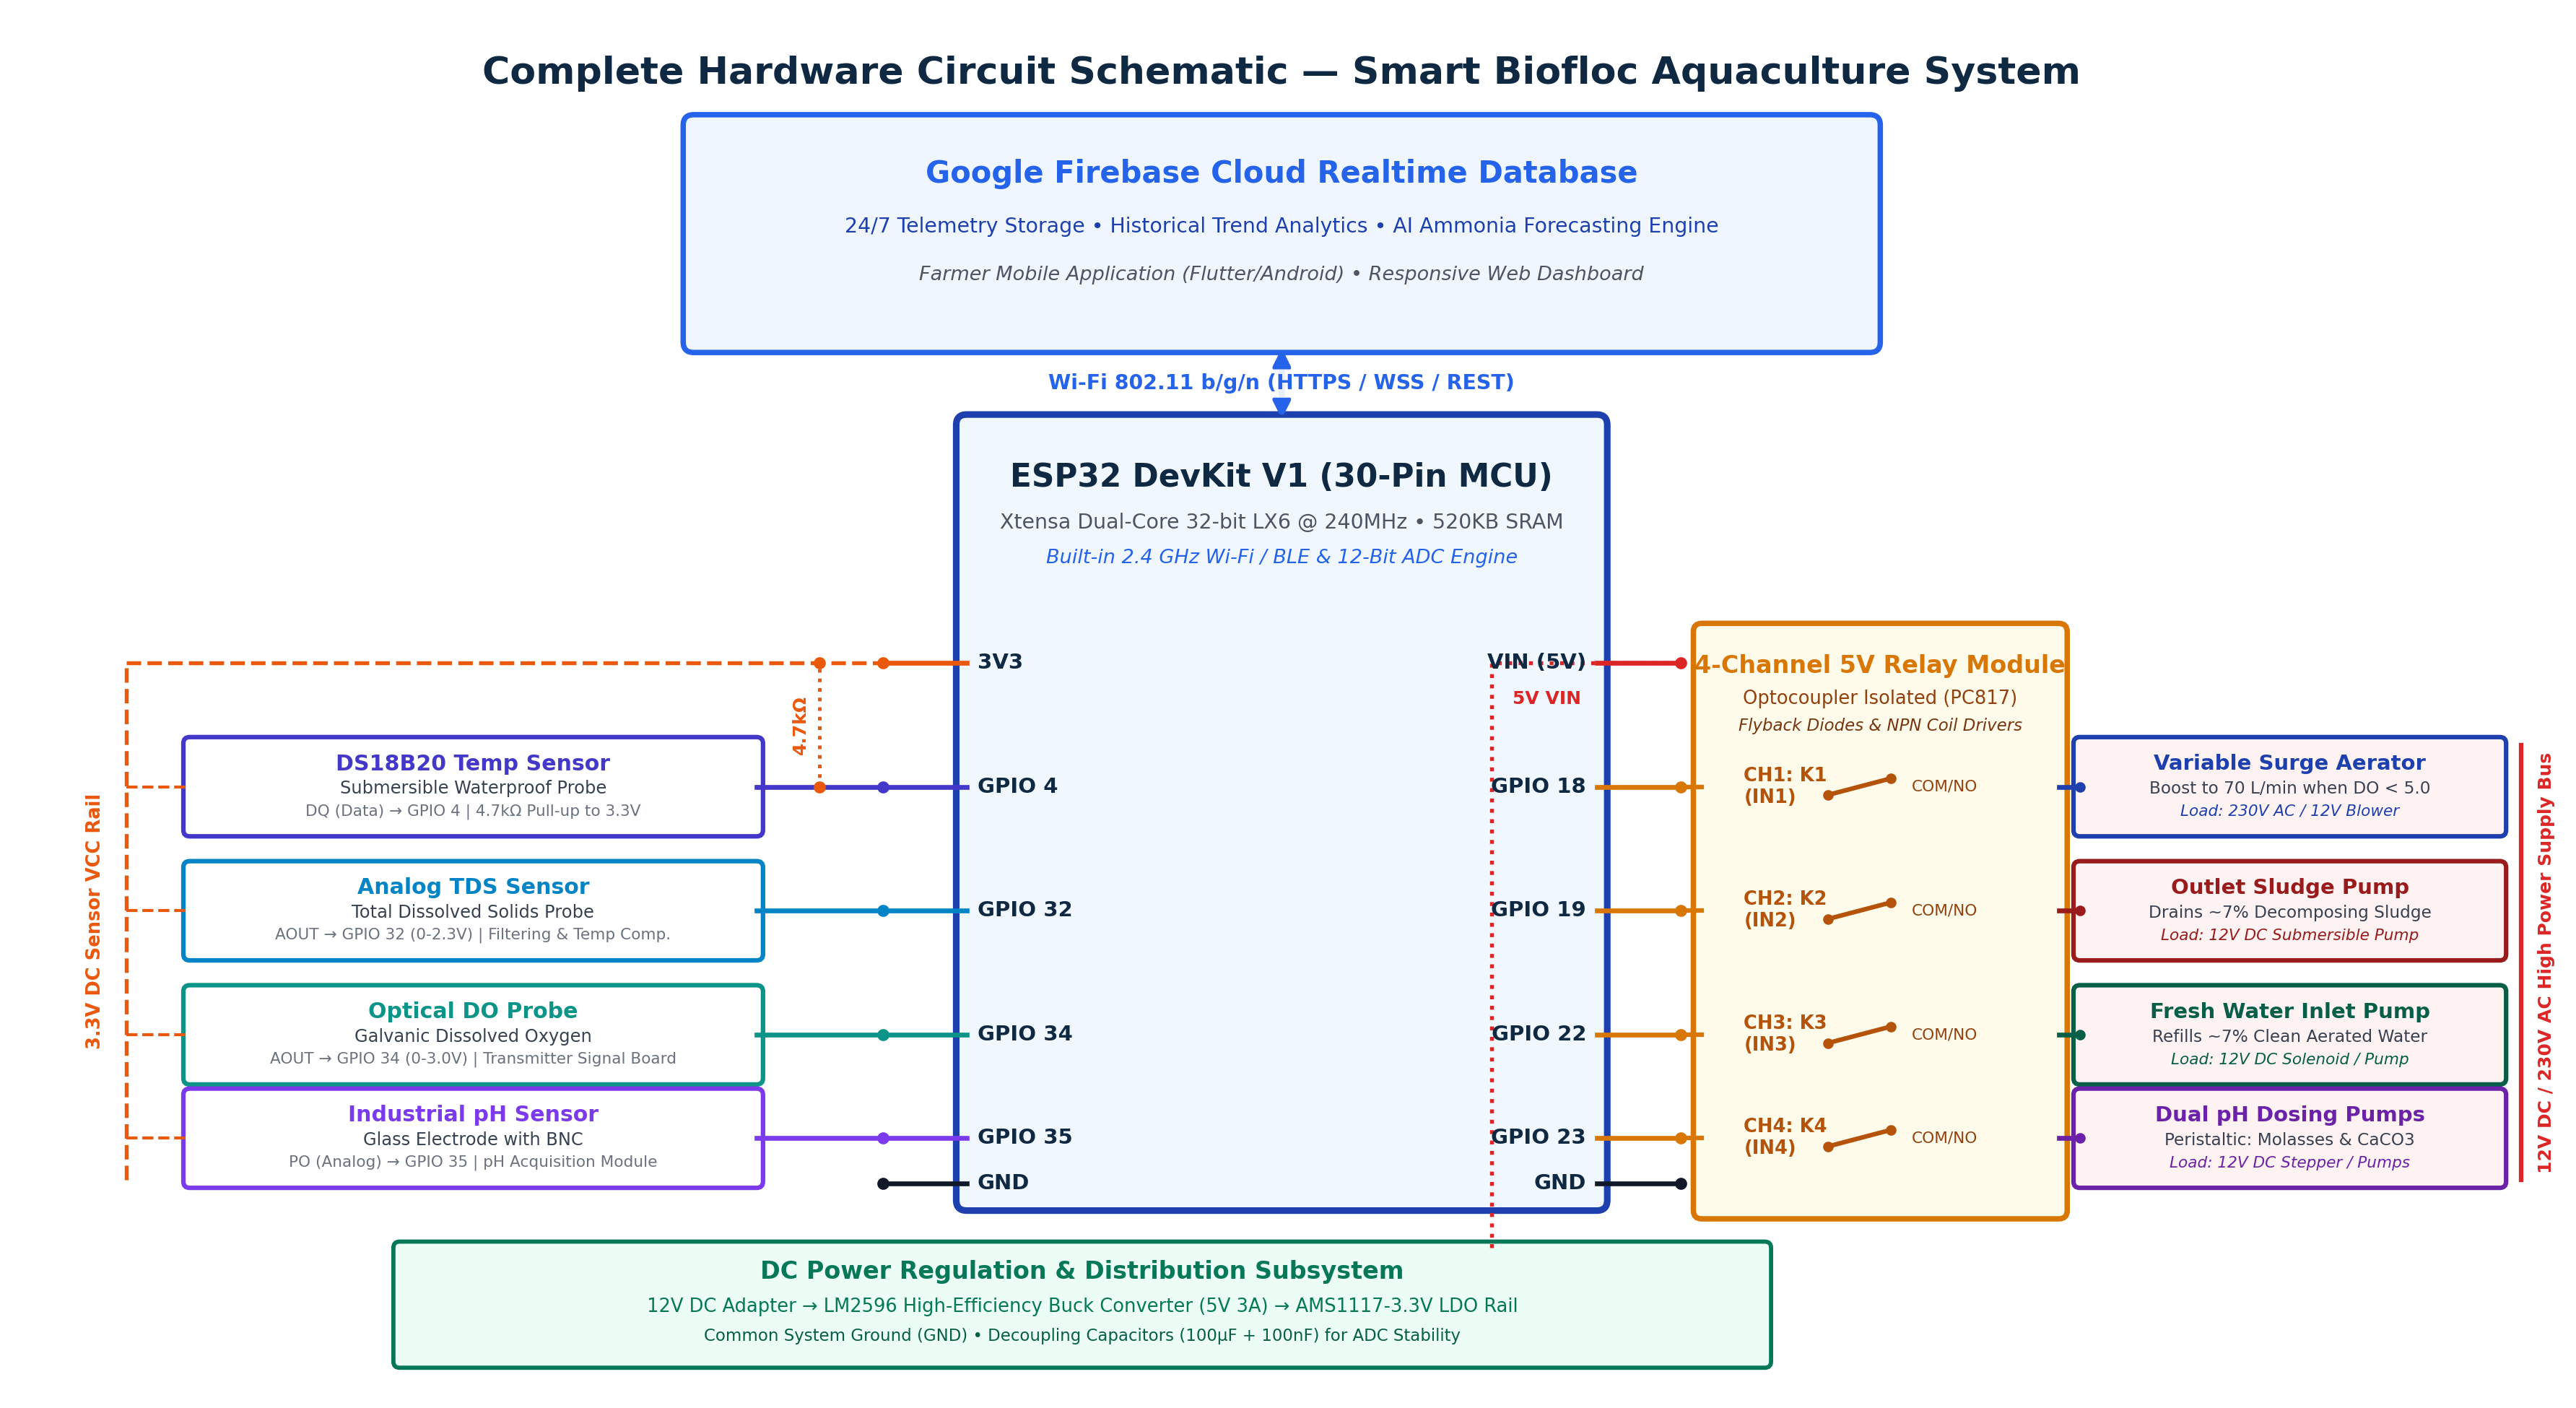 Complete Hardware Circuit Schematic — Smart Biofloc Aquaculture System
Google Firebase Cloud Realtime Database
24/7 Telemetry Storage • Historical Trend Analytics • AI Ammonia Forecasting Engine
Farmer Mobile Application (Flutter/Android) • Responsive Web Dashboard
Wi-Fi 802.11 b/g/n (HTTPS / WSS / REST)
ESP32 DevKit V1 (30-Pin MCU)
Xtensa Dual-Core 32-bit LX6 @ 240MHz • 520KB SRAM
Built-in 2.4 GHz Wi-Fi / BLE & 12-Bit ADC Engine
3.3V DC Sensor VCC Rail
4.7kΩ
DS18B20 Temp Sensor
Submersible Waterproof Probe
DQ (Data) → GPIO 4 | 4.7kΩ Pull-up to 3.3V
Analog TDS Sensor
Total Dissolved Solids Probe
AOUT → GPIO 32 (0-2.3V) | Filtering & Temp Comp.
Optical DO Probe
Galvanic Dissolved Oxygen
AOUT → GPIO 34 (0-3.0V) | Transmitter Signal Board
Industrial pH Sensor
Glass Electrode with BNC
PO (Analog) → GPIO 35 | pH Acquisition Module
3V3
GPIO 4
GPIO 32
GPIO 34
GPIO 35
GND
VIN (5V)
5V VIN
GPIO 18
GPIO 19
GPIO 22
GPIO 23
GND
4-Channel 5V Relay Module
Optocoupler Isolated (PC817)
Flyback Diodes & NPN Coil Drivers
CH1: K1
(IN1)
COM/NO
CH2: K2
(IN2)
COM/NO
CH3: K3
(IN3)
COM/NO
CH4: K4
(IN4)
COM/NO
Variable Surge Aerator
Boost to 70 L/min when DO < 5.0
Load: 230V AC / 12V Blower
Outlet Sludge Pump
Drains ~7% Decomposing Sludge
Load: 12V DC Submersible Pump
Fresh Water Inlet Pump
Refills ~7% Clean Aerated Water
Load: 12V DC Solenoid / Pump
Dual pH Dosing Pumps
Peristaltic: Molasses & CaCO3
Load: 12V DC Stepper / Pumps
12V DC / 230V AC High Power Supply Bus
DC Power Regulation & Distribution Subsystem
12V DC Adapter → LM2596 High-Efficiency Buck Converter (5V 3A) → AMS1117-3.3V LDO Rail
Common System Ground (GND) • Decoupling Capacitors (100μF + 100nF) for ADC Stability